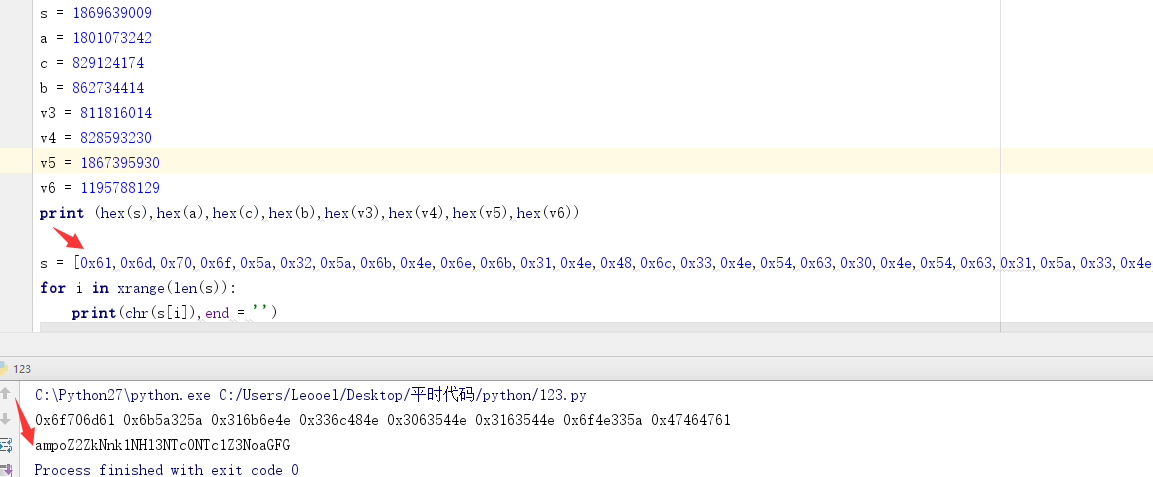 s = 1869639009
a = 1801073242
c = 829124174
b = 862734414
v3 = 811816014
v4 = 828593230
v5 = 1867395930
v6 = 1195788129
print (hex(s),hex(a),hex(c),hex(b),hex(v3),hex(v4),hex(v5),hex(v6))
s = [0x61,0x6d,0x70,0x6f,0x5a,0x32,0x5a,0x6b,0x4e,0x6e,0x6b,0x31,0x4e,0x48,0x6c,0x33,0x4e,0x54,0x63,0x30,0x4e,0x54,0x63,0x31,0x5a,0x33,0x4e
for i in xrange(len(s)):
    print(chr(s[i]),end = '')
123
C:\Python27\python.exe C:/Users/Leooel/Desktop/平时代码/python/123.py
0x6f706d61 0x6b5a325a 0x316b6e4e 0x336c484e 0x3063544e 0x3163544e 0x6f4e335a 0x47464761
ampoZ2ZkNnk1NHl3NTc0NTc1Z3NoaGFG
Process finished with exit code 0